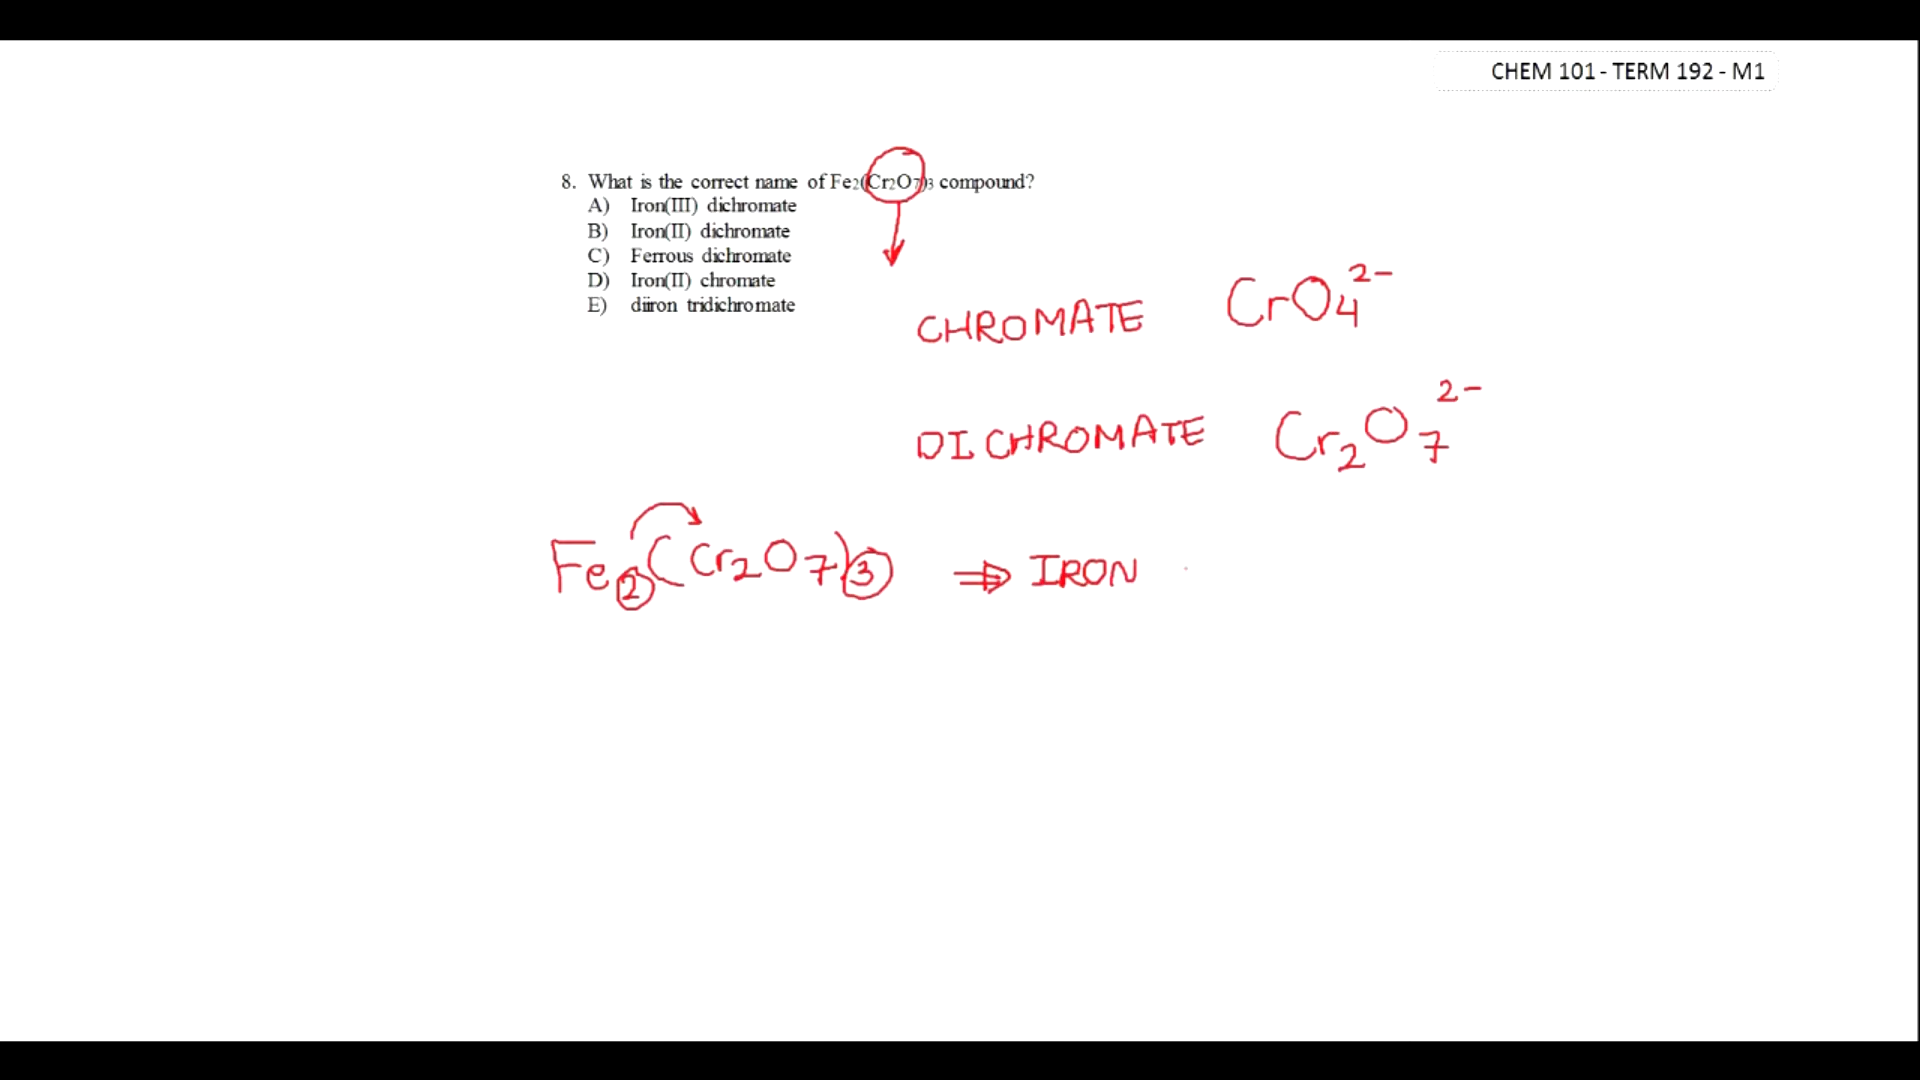 CHEM 101 - TERM 192 - M1
8. What is the correct name of Fe2(Cr2O7)3 compound?
A) Iron(III) dichromate
B) Iron(II) dichromate
C) Ferrous dichromate
D) Iron(II) chromate
E) diiron tridichromate
CHROMATE CrO4 2-
DICHROMATE Cr2O7 2-
Fe2(Cr2O7)3 ⇒ IRON